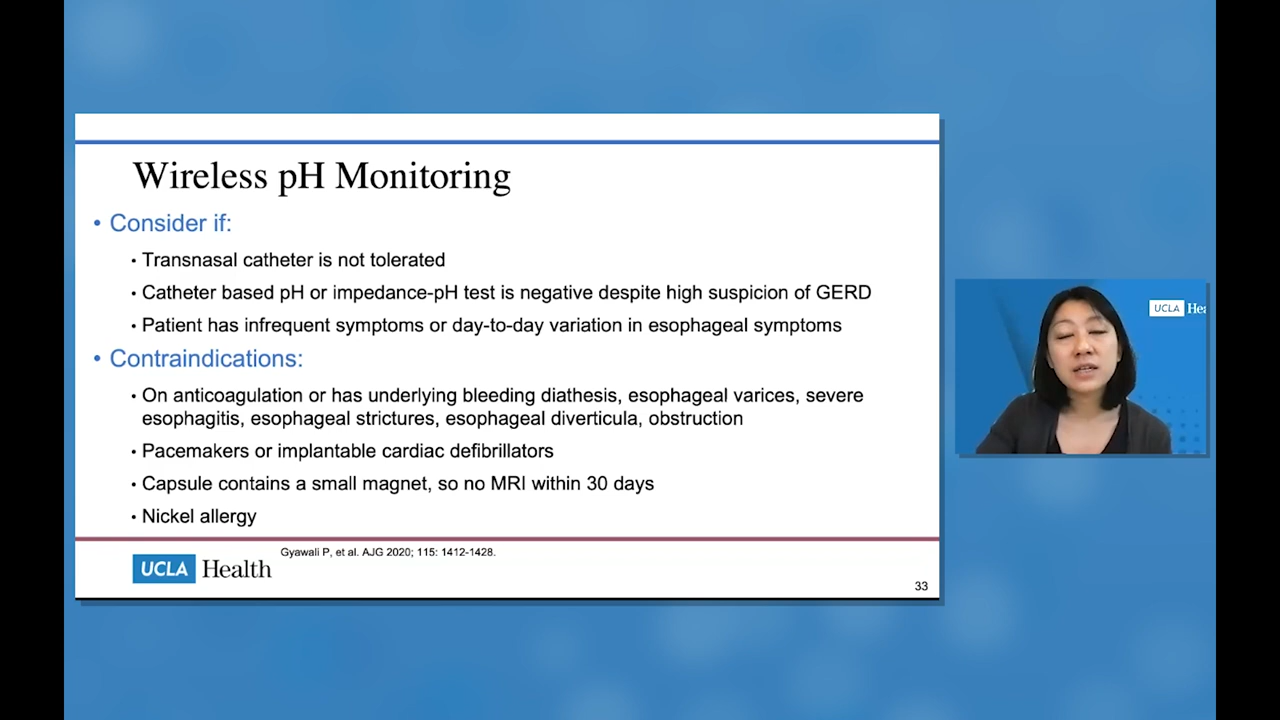 Wireless pH Monitoring
• Consider if:
• Transnasal catheter is not tolerated
• Catheter based pH or impedance-pH test is negative despite high suspicion of GERD
• Patient has infrequent symptoms or day-to-day variation in esophageal symptoms
• Contraindications:
• On anticoagulation or has underlying bleeding diathesis, esophageal varices, severe
esophagitis, esophageal strictures, esophageal diverticula, obstruction
• Pacemakers or implantable cardiac defibrillators
• Capsule contains a small magnet, so no MRI within 30 days
• Nickel allergy
Gyawali P, et al. AJG 2020; 115: 1412-1428.
UCLA Health
33
UCLA Hea